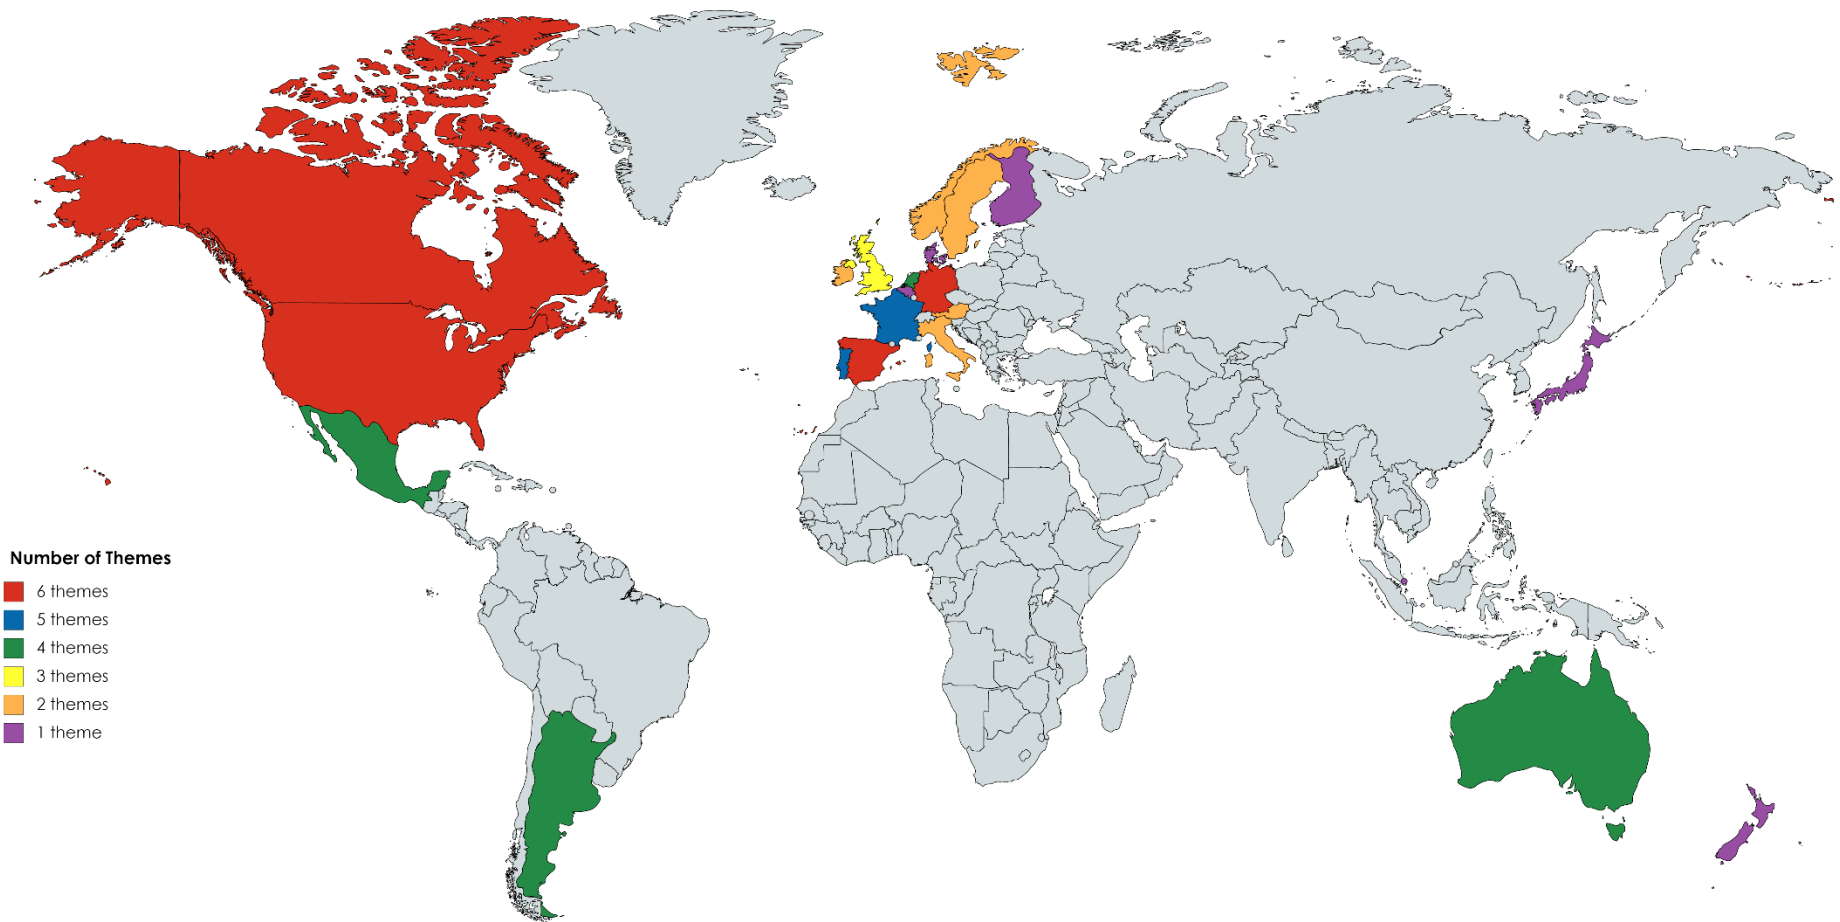 Number of Themes
6 themes
5 themes
4 themes
3 themes
2 themes
1 theme